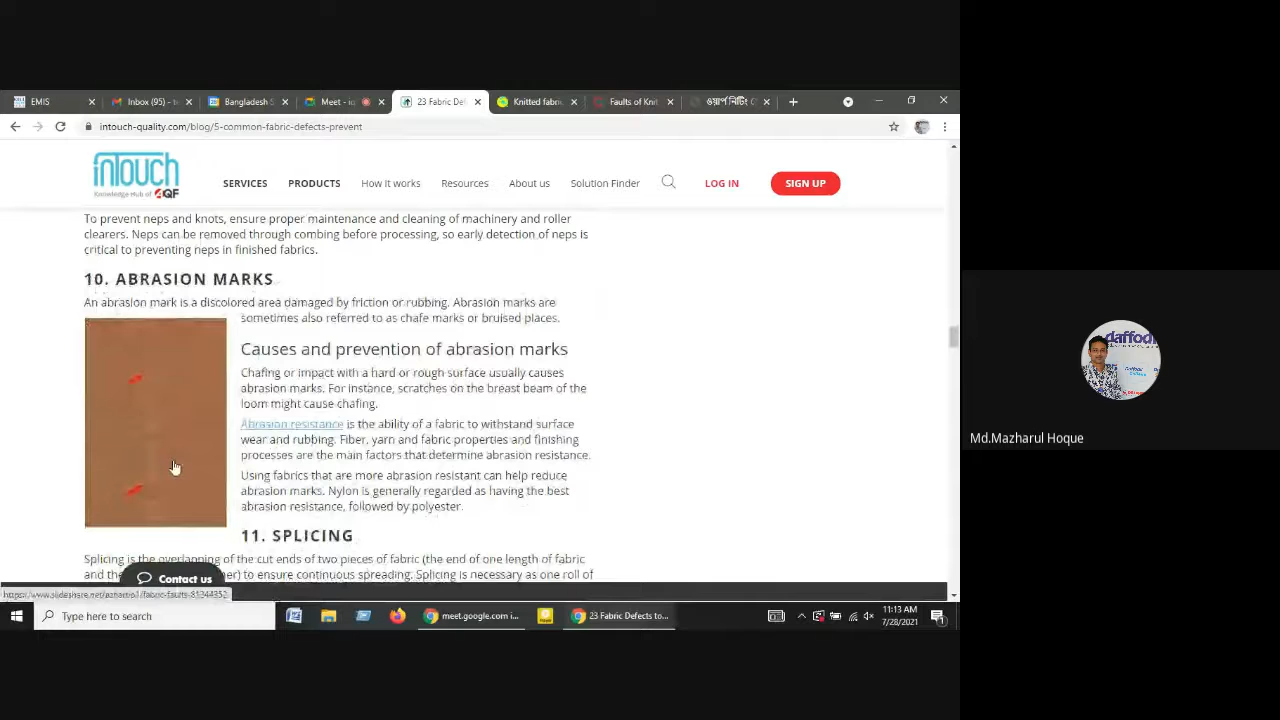 EMIS
Inbox (95) - t
Bangladesh S
Meet - io
23 Fabric Def
Knitted fabri
Faults of Knit
ওয়ার্প নিটিং
intouch-quality.com/blog/5-common-fabric-defects-prevent
inTouch
Knowledge Hub of AQF
SERVICES
PRODUCTS
How it works
Resources
About us
Solution Finder
LOG IN
SIGN UP
To prevent neps and knots, ensure proper maintenance and cleaning of machinery and roller
clearers. Neps can be removed through combing before processing, so early detection of neps is
critical to preventing neps in finished fabrics.
10. ABRASION MARKS
An abrasion mark is a discolored area damaged by friction or rubbing. Abrasion marks are
sometimes also referred to as chafe marks or bruised places.
Causes and prevention of abrasion marks
Chafing or impact with a hard or rough surface usually causes
abrasion marks. For instance, scratches on the breast beam of the
loom might cause chafing.
Abrasion resistance is the ability of a fabric to withstand surface
wear and rubbing. Fiber, yarn and fabric properties and finishing
processes are the main factors that determine abrasion resistance.
Using fabrics that are more abrasion resistant can help reduce
abrasion marks. Nylon is generally regarded as having the best
abrasion resistance, followed by polyester.
11. SPLICING
Splicing is the overlapping of the cut ends of two pieces of fabric (the end of one length of fabric
and the her) to ensure continuous spreading. Splicing is necessary as one roll of
Contact us
Type here to search
meet.google.com i...
23 Fabric Defects to...
11:13 AM
7/28/2021
daffod
Md.Mazharul Hoque